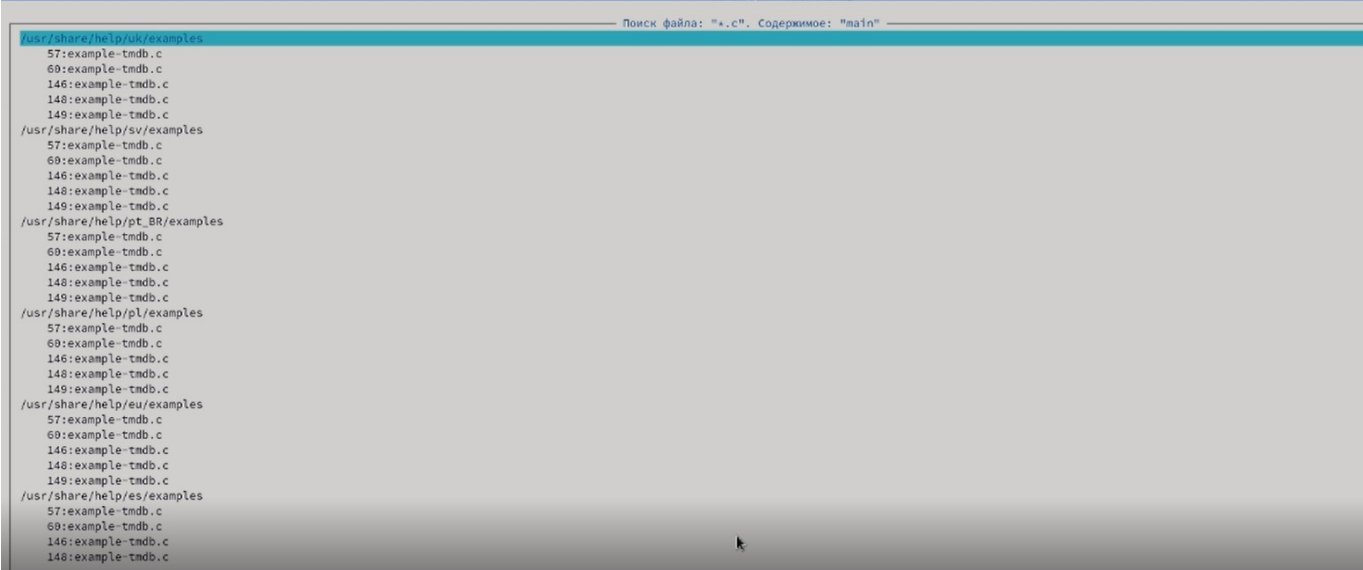 Поиск файла: "*.c". Содержимое: "main"
/usr/share/help/uk/examples
57:example-tmdb.c
60:example-tmdb.c
146:example-tmdb.c
148:example-tmdb.c
149:example-tmdb.c
/usr/share/help/sv/examples
57:example-tmdb.c
60:example-tmdb.c
146:example-tmdb.c
148:example-tmdb.c
149:example-tmdb.c
/usr/share/help/pt_BR/examples
57:example-tmdb.c
60:example-tmdb.c
146:example-tmdb.c
148:example-tmdb.c
149:example-tmdb.c
/usr/share/help/pl/examples
57:example-tmdb.c
60:example-tmdb.c
146:example-tmdb.c
148:example-tmdb.c
149:example-tmdb.c
/usr/share/help/eu/examples
57:example-tmdb.c
60:example-tmdb.c
146:example-tmdb.c
148:example-tmdb.c
149:example-tmdb.c
/usr/share/help/es/examples
57:example-tmdb.c
60:example-tmdb.c
146:example-tmdb.c
148:example-tmdb.c